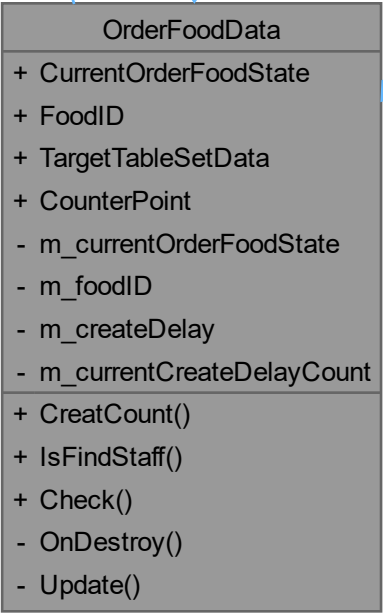 OrderFoodData
+ CurrentOrderFoodState
+ FoodID
+ TargetTableSetData
+ CounterPoint
- m_currentOrderFoodState
- m_foodID
- m_createDelay
- m_currentCreateDelayCount
+ CreatCount()
+ IsFindStaff()
+ Check()
- OnDestroy()
- Update()